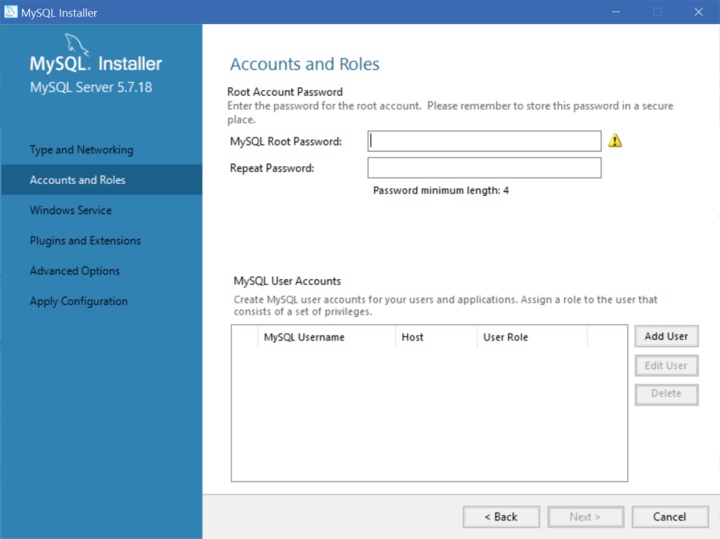 MySQL Installer
MySQL. Installer
MySQL Server 5.7.18
Type and Networking
Accounts and Roles
Windows Service
Plugins and Extensions
Advanced Options
Apply Configuration
Accounts and Roles
Root Account Password
Enter the password for the root account.  Please remember to store this password in a secure
place.
MySQL Root Password:
Repeat Password:
Password minimum length: 4
MySQL User Accounts
Create MySQL user accounts for your users and applications. Assign a role to the user that
consists of a set of privileges.
MySQL Username Host User Role
Add User
Edit User
Delete
< Back Next > Cancel